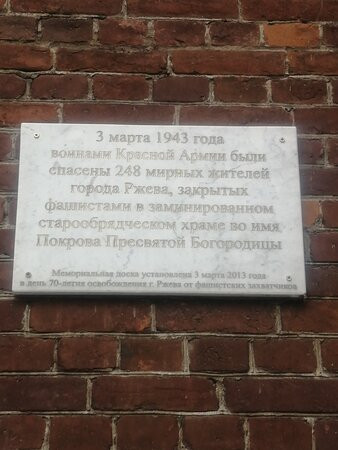 3 марта 1943 года
воинами Красной Армии были
спасены 248 мирных жителей
города Ржева, закрытых
фашистами в заминированном
старообрядческом храме во имя
Покрова Пресвятой Богородицы
Мемориальная доска установлена 3 марта 2013 года
в день 70-летия освобождения г. Ржева от фашистских захватчиков